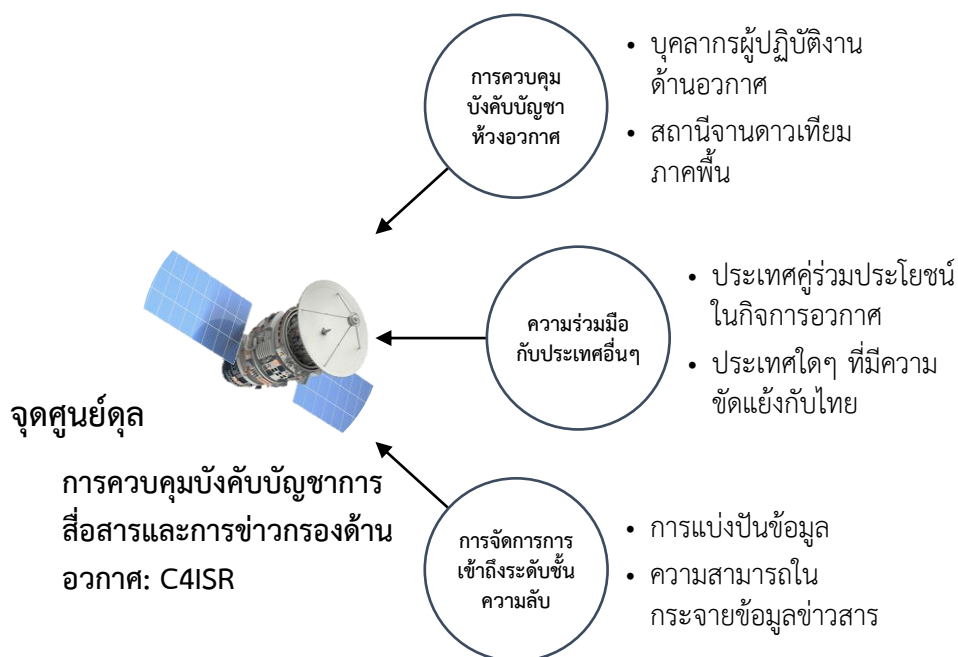 การควบคุม
บังคับบัญชา
ห้วงอวกาศ
• บุคลากรผู้ปฏิบัติงาน
ด้านอวกาศ
• สถานีจานดาวเทียม
ภาคพื้น
ความร่วมมือ
กับประเทศอื่นๆ
• ประเทศคู่ร่วมประโยชน์
ในกิจการอวกาศ
• ประเทศใดๆ ที่มีความ
ขัดแย้งกับไทย
จุดศูนย์ดุล
การควบคุมบังคับบัญชาการ
สื่อสารและการข่าวกรองด้าน
อวกาศ: C4ISR
การจัดการการ
เข้าถึงระดับชั้น
ความลับ
• การแบ่งปันข้อมูล
• ความสามารถใน
กระจายข้อมูลข่าวสาร